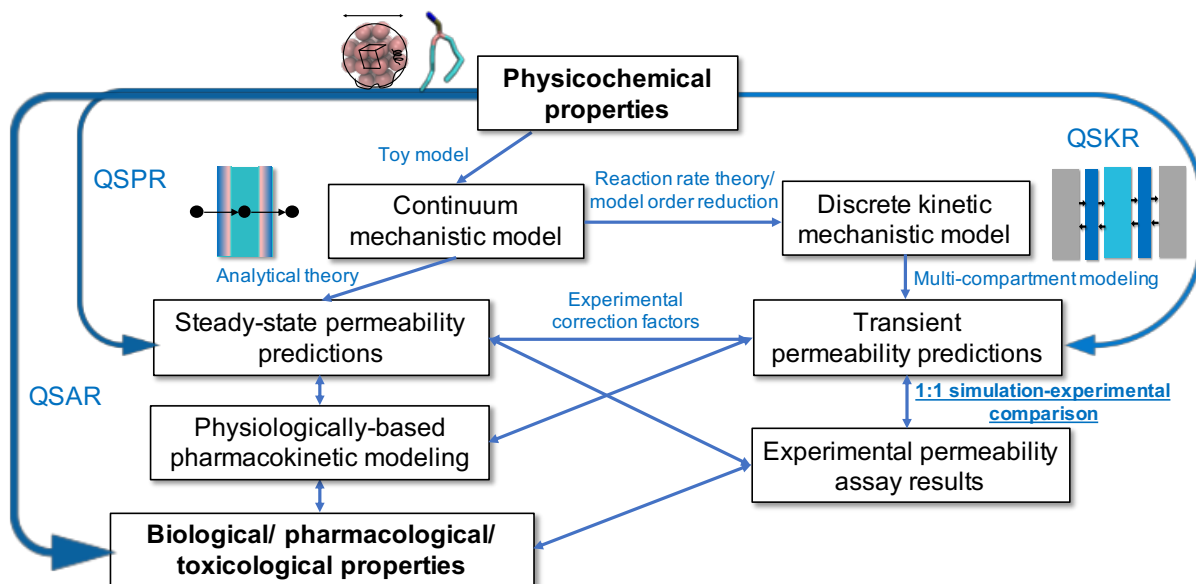 Physicochemical
properties
QSPR
QSKR
Toy model
Reaction rate theory/
model order reduction
Continuum
mechanistic model
Discrete kinetic
mechanistic model
Analytical theory
Multi-compartment modeling
Steady-state permeability
predictions
Experimental
correction factors
Transient
permeability predictions
QSAR
1:1 simulation-experimental
comparison
Physiologically-based
pharmacokinetic modeling
Experimental permeability
assay results
Biological/ pharmacological/
toxicological properties